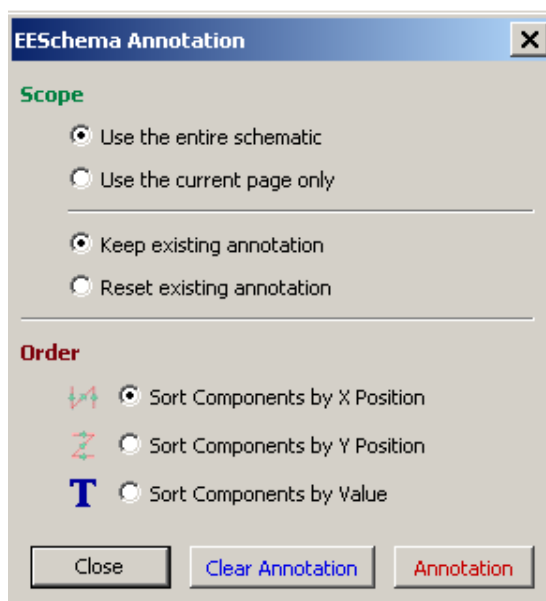 EESchema Annotation
Scope
Use the entire schematic
Use the current page only
Keep existing annotation
Reset existing annotation
Order
Sort Components by X Position
Sort Components by Y Position
T Sort Components by Value
Close Clear Annotation Annotation